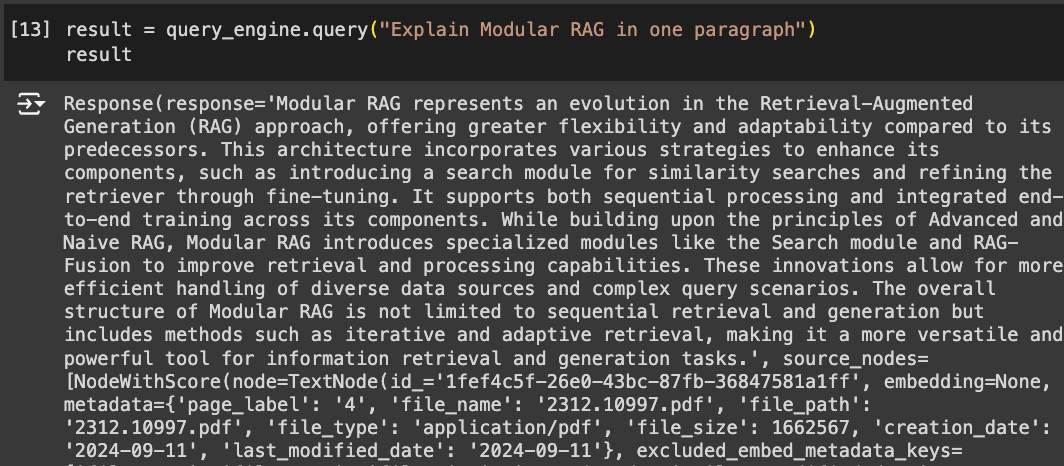 [13] result = query_engine.query("Explain Modular RAG in one paragraph")
result
Response(response='Modular RAG represents an evolution in the Retrieval-Augmented
Generation (RAG) approach, offering greater flexibility and adaptability compared to its
predecessors. This architecture incorporates various strategies to enhance its
components, such as introducing a search module for similarity searches and refining the
retriever through fine-tuning. It supports both sequential processing and integrated end-
to-end training across its components. While building upon the principles of Advanced and
Naive RAG, Modular RAG introduces specialized modules like the Search module and RAG-
Fusion to improve retrieval and processing capabilities. These innovations allow for more
efficient handling of diverse data sources and complex query scenarios. The overall
structure of Modular RAG is not limited to sequential retrieval and generation but
includes methods such as iterative and adaptive retrieval, making it a more versatile and
powerful tool for information retrieval and generation tasks.', source_nodes=
[NodeWithScore(node=TextNode(id_='1fef4c5f-26e0-43bc-87fb-36847581a1ff', embedding=None,
metadata={'page_label': '4', 'file_name': '2312.10997.pdf', 'file_path':
'2312.10997.pdf', 'file_type': 'application/pdf', 'file_size': 1662567, 'creation_date':
'2024-09-11', 'last_modified_date': '2024-09-11'}, excluded_embed_metadata_keys=